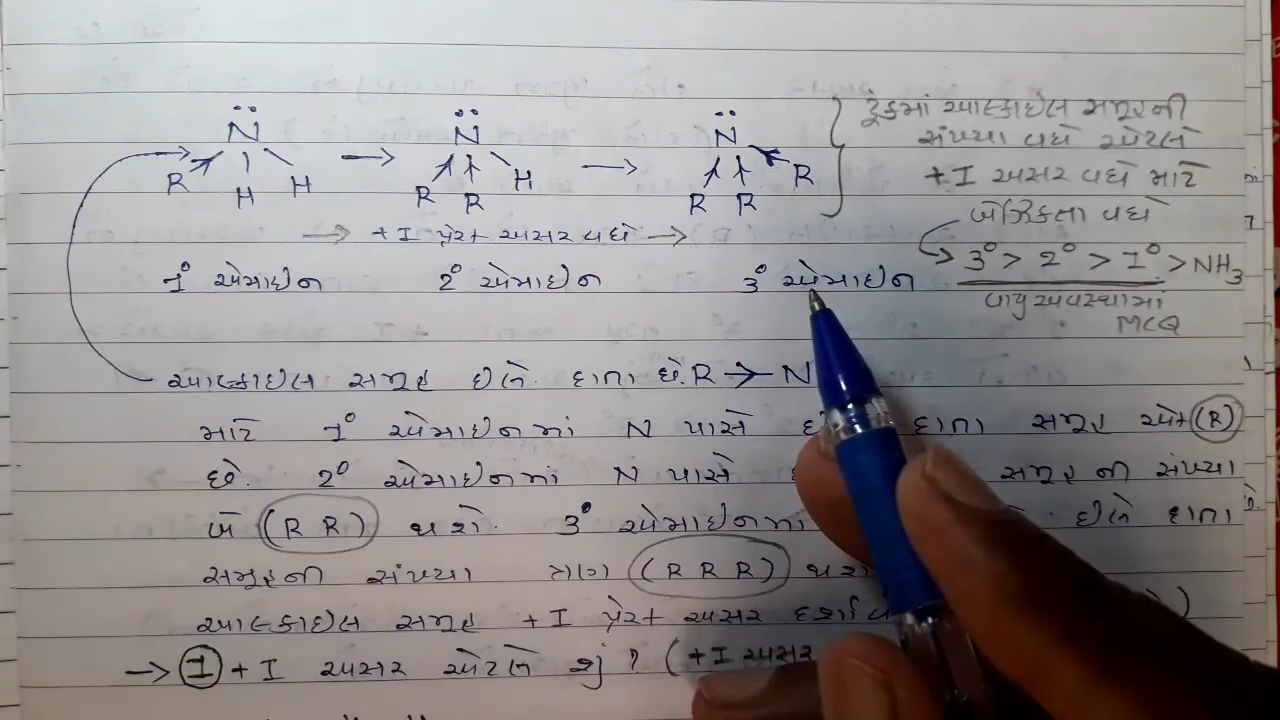 N̈ → N̈ → N̈
R H H R R H R R R
ટૂંકમાં આલ્કાઇલ સમૂહની
સંખ્યા વધે એટલે
+I અસર વધે માટે
બેઝિકતા વધે
3° > 2° > 1° > NH3
વાયુ અવસ્થામાં
MCQ
→ +I પ્રેરક અસર વધે →
1° એમાઇન 2° એમાઇન 3° એમાઇન
આલ્કાઇલ સમૂહ ઇલે. દાતા છે. R → N
માટે 1° એમાઇનમાં N પાસે દાતા સમૂહ એક (R)
છે. 2° એમાઇનમાં N પાસે સમૂહ ની સંખ્યા
બે (R R) થશે. 3° એમાઇનમાં ઇલે દાતા
સમૂહની સંખ્યા ત્રણ (R R R)
આલ્કાઇલ સમૂહ +I પ્રેરક અસર
→ 1 +I અસર એટલે શું? (+I અસર